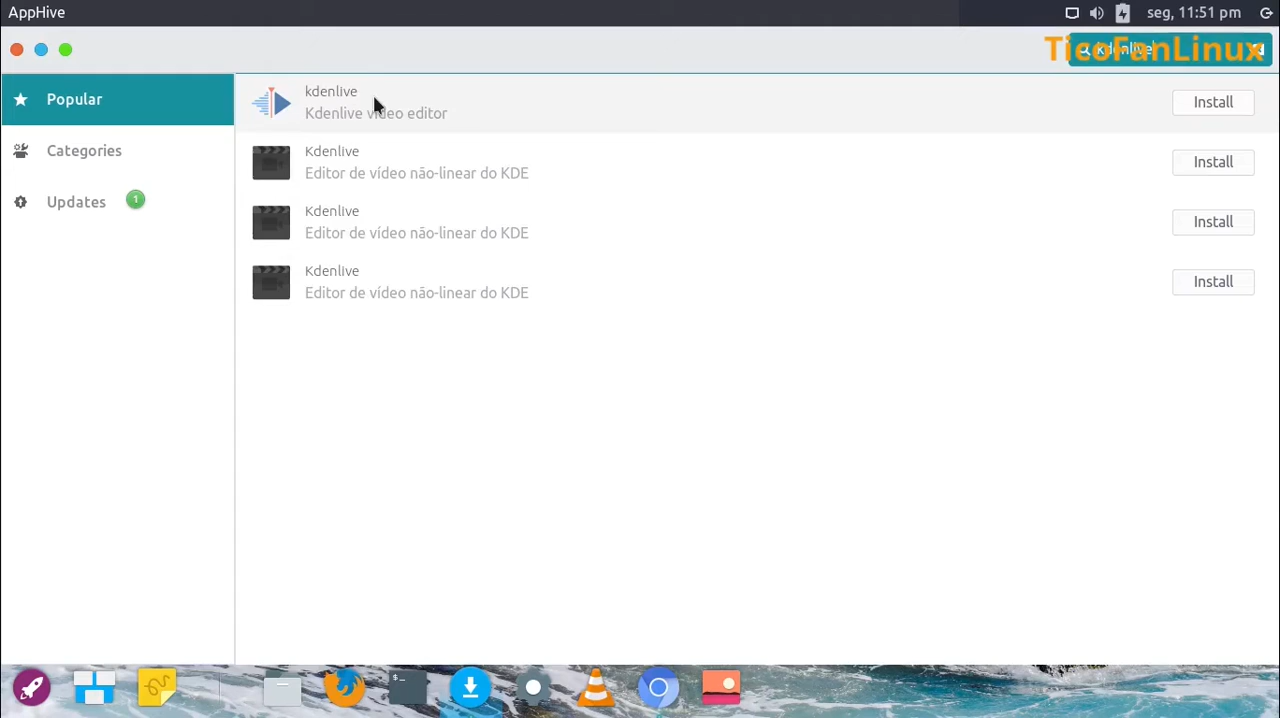 AppHive
seg, 11:51 pm
TicoFanLinux
kdenlive
Popular
Categories
Updates
1
kdenlive
Kdenlive video editor
Install
Kdenlive
Editor de vídeo não-linear do KDE
Install
Kdenlive
Editor de vídeo não-linear do KDE
Install
Kdenlive
Editor de vídeo não-linear do KDE
Install